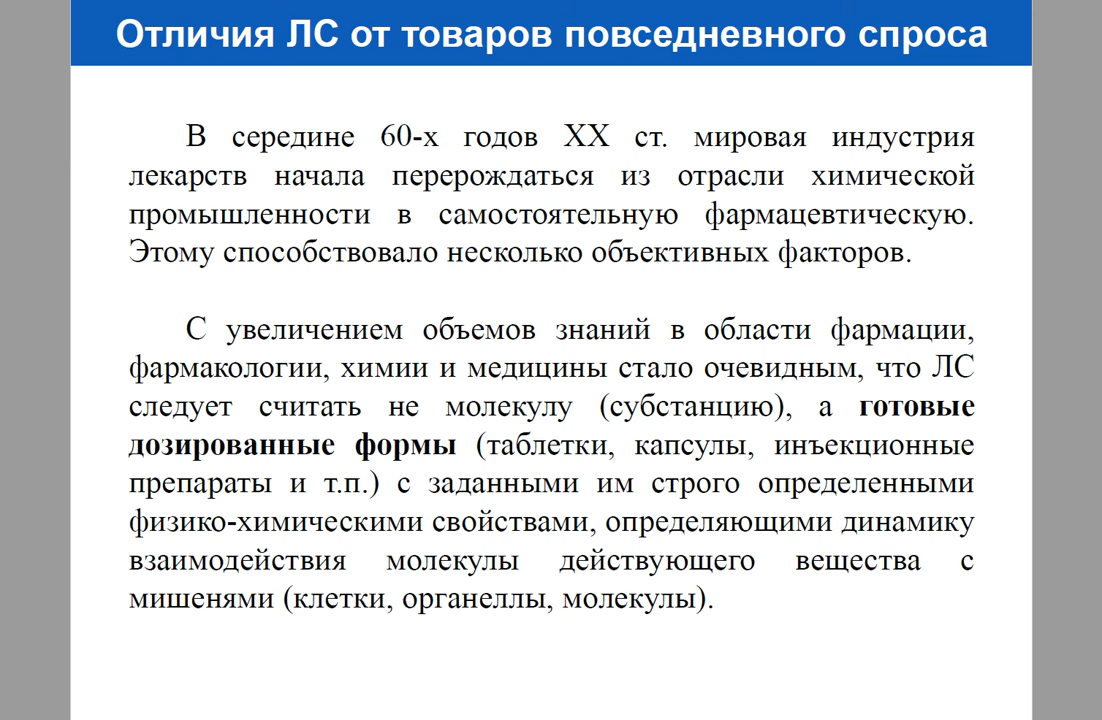 Отличия ЛС от товаров повседневного спроса
В середине 60-х годов XX ст. мировая индустрия
лекарств начала перерождаться из отрасли химической
промышленности в самостоятельную фармацевтическую.
Этому способствовало несколько объективных факторов.
С увеличением объемов знаний в области фармации,
фармакологии, химии и медицины стало очевидным, что ЛС
следует считать не молекулу (субстанцию), а готовые
дозированные формы (таблетки, капсулы, инъекционные
препараты и т.п.) с заданными им строго определенными
физико-химическими свойствами, определяющими динамику
взаимодействия молекулы действующего вещества с
мишенями (клетки, органеллы, молекулы).